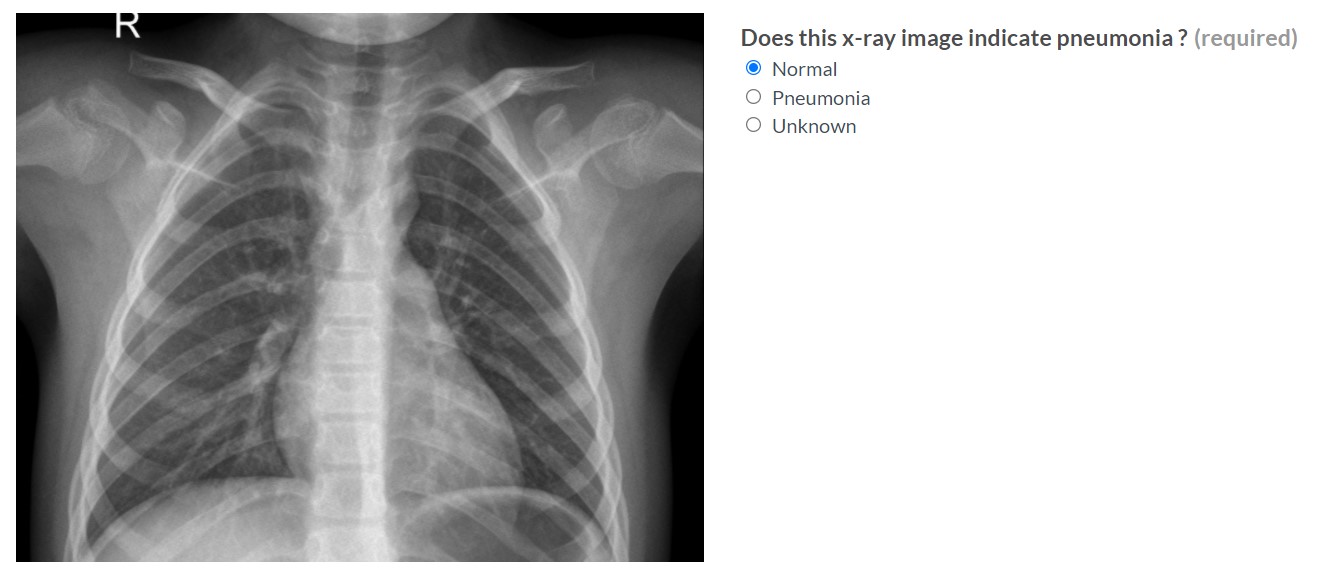 R
Does this x-ray image indicate pneumonia ? (required)
Normal
Pneumonia
Unknown